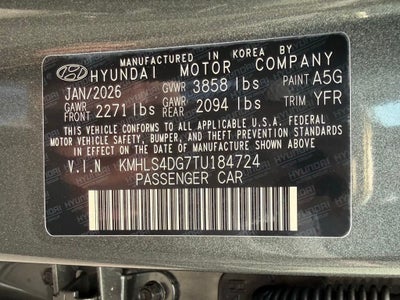 MANUFACTURED IN KOREA BY
HYUNDAI MOTOR COMPANY
JAN/2026 GVWR 3858 lbs PAINT A5G
GAWR FRONT 2271 lbs GAWR REAR 2094 lbs TRIM YFR
THIS VEHICLE CONFORMS TO ALL APPLICABLE U.S.A. FEDERAL
MOTOR VEHICLE SAFETY, BUMPER, AND THEFT PREVENTION
STANDARDS IN EFFECT ON THE DATE OF MANUFACTURE SHOWN ABOVE.
V.I.N KMHLS4DG7TU184724
PASSENGER CAR